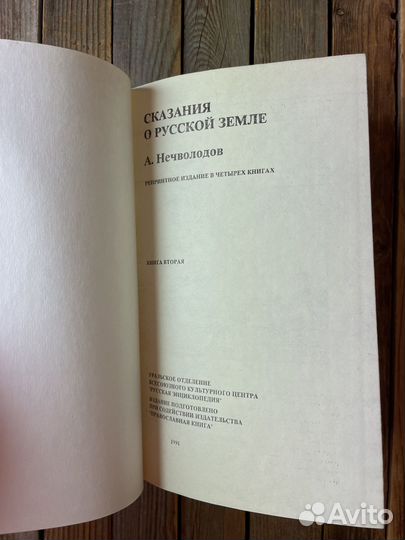 СКАЗАНИЯ
О РУССКОЙ ЗЕМЛЕ
А. Нечволодов
РЕПРИНТНОЕ ИЗДАНИЕ В ЧЕТЫРЕХ КНИГАХ
КНИГА ВТОРАЯ
УРАЛЬСКОЕ ОТДЕЛЕНИЕ
ВСЕСОЮЗНОГО КУЛЬТУРНОГО ЦЕНТРА
"РУССКАЯ ЭНЦИКЛОПЕДИЯ"
ИЗДАНИЕ ПОДГОТОВЛЕНО
ПРИ СОДЕЙСТВИИ ИЗДАТЕЛЬСТВА
"ПРАВОСЛАВНАЯ КНИГА"
1991
Avito